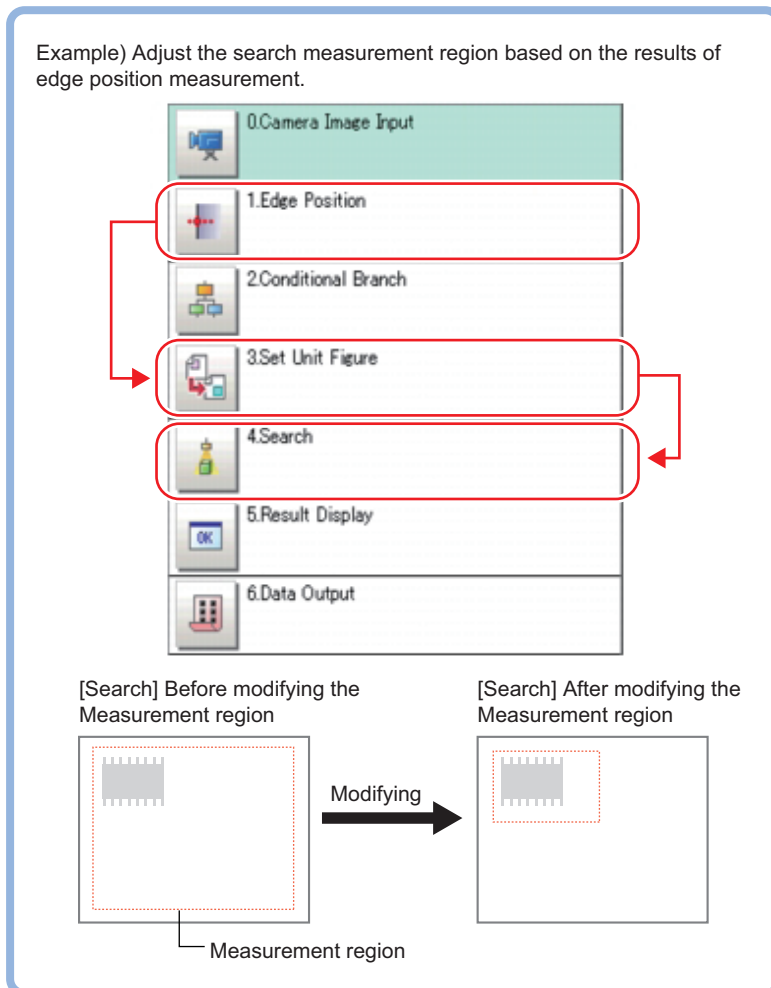 Example) Adjust the search measurement region based on the results of
edge position measurement.
0.Camera Image Input
1.Edge Position
2.Conditional Branch
3.Set Unit Figure
4.Search
5.Result Display
OK
6.Data Output
[Search] Before modifying the
Measurement region
[Search] After modifying the
Measurement region
Modifying
Measurement region